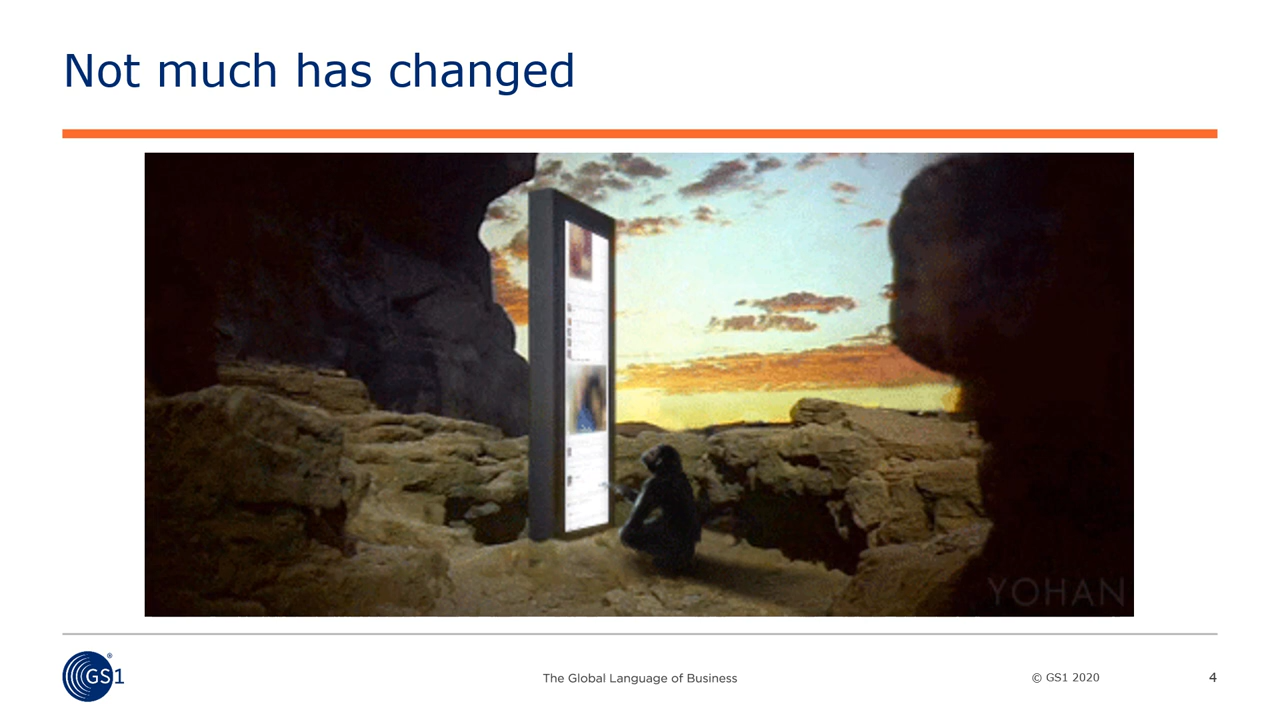 Not much has changed
YOHAN
GS1
®
The Global Language of Business
© GS1 2020
4